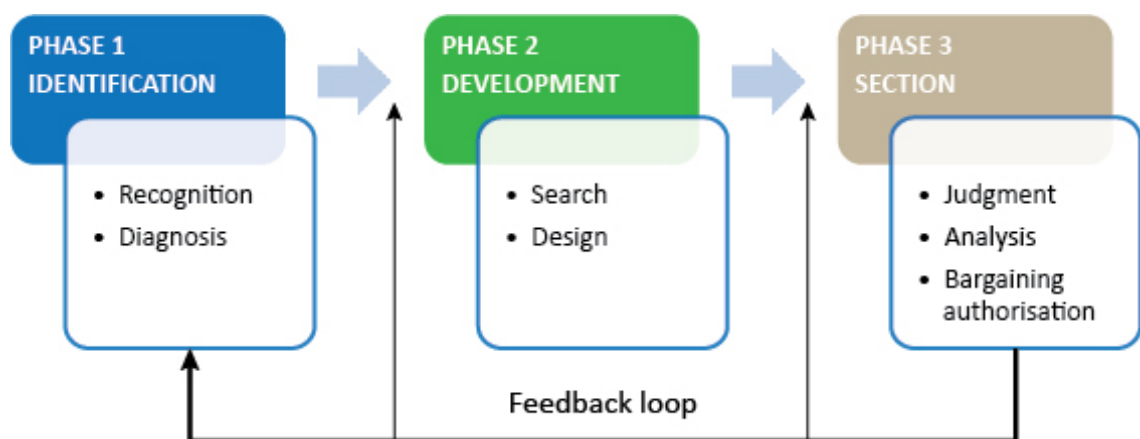 PHASE 1
IDENTIFICATION
• Recognition
• Diagnosis
PHASE 2
DEVELOPMENT
• Search
• Design
PHASE 3
SECTION
• Judgment
• Analysis
• Bargaining
authorisation
Feedback loop